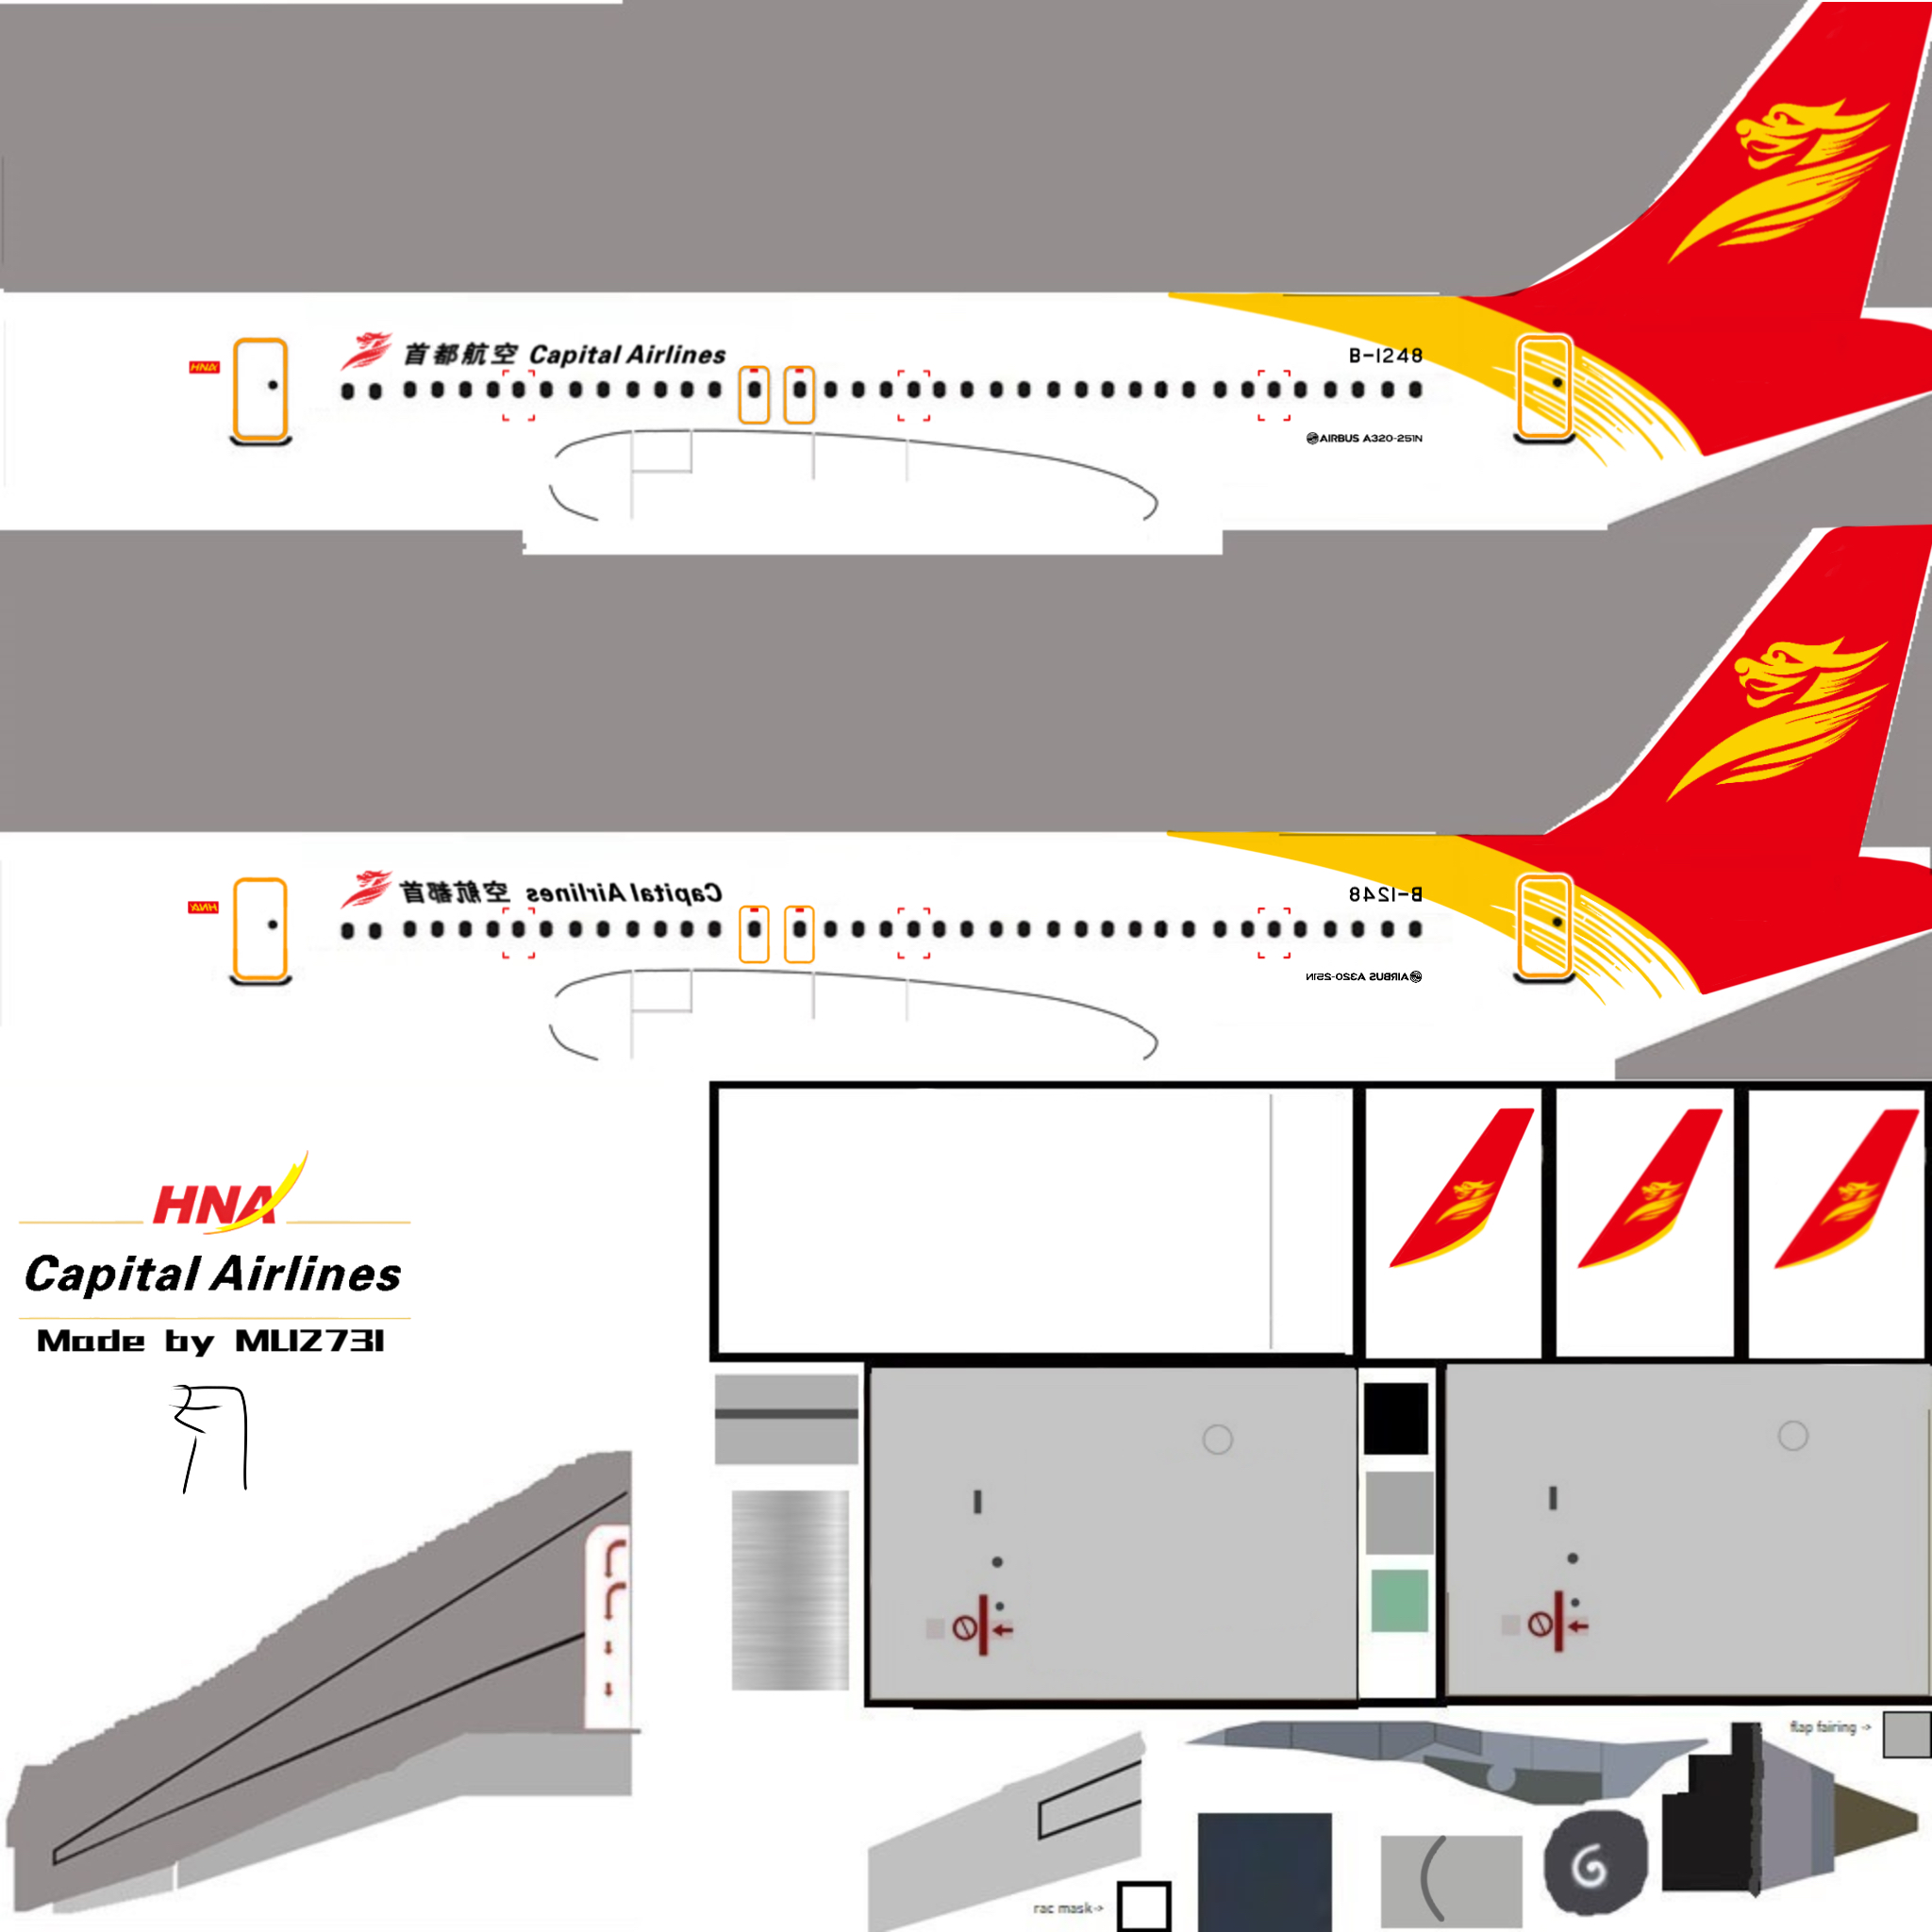 首都航空 Capital Airlines
HNA
B-1248
AIRBUS A320-251N
首都航空 Capital Airlines
HNA
B-1248
AIRBUS A320-251N
HNA
Capital Airlines
Made by MU2731
flap fairing ->
rac mask->